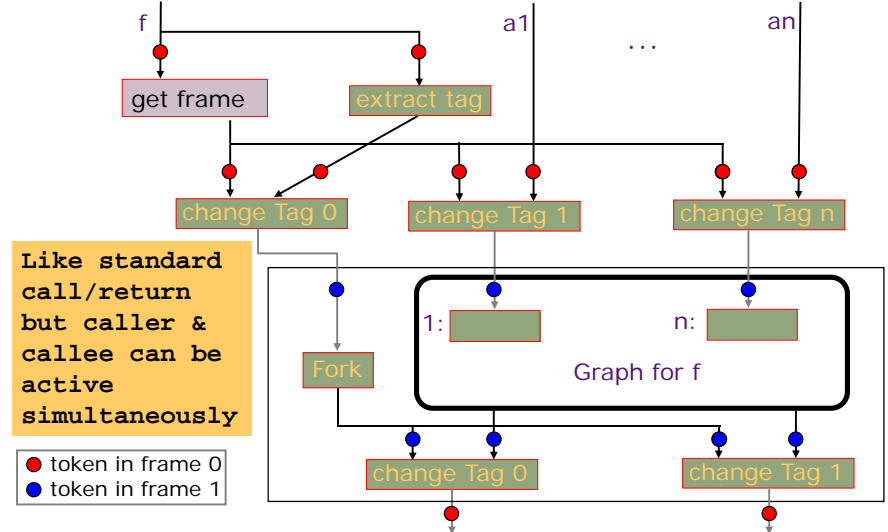 f
a1
...
an
get frame
extract tag
change Tag 0
change Tag 1
change Tag n
Like standard
call/return
but caller &
callee can be
active
simultaneously
1:
n:
Fork
Graph for f
change Tag 0
change Tag 1
token in frame 0
token in frame 1